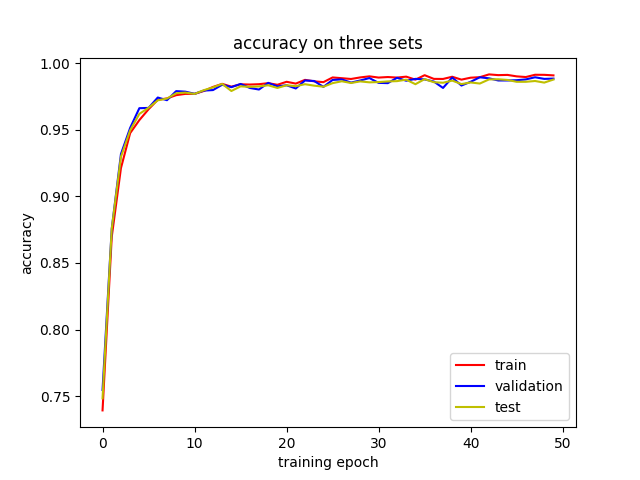 accuracy on three sets
1.00
0.95
0.90
0.85
0.80
0.75
accuracy
0 10 20 30 40 50
training epoch
train
validation
test